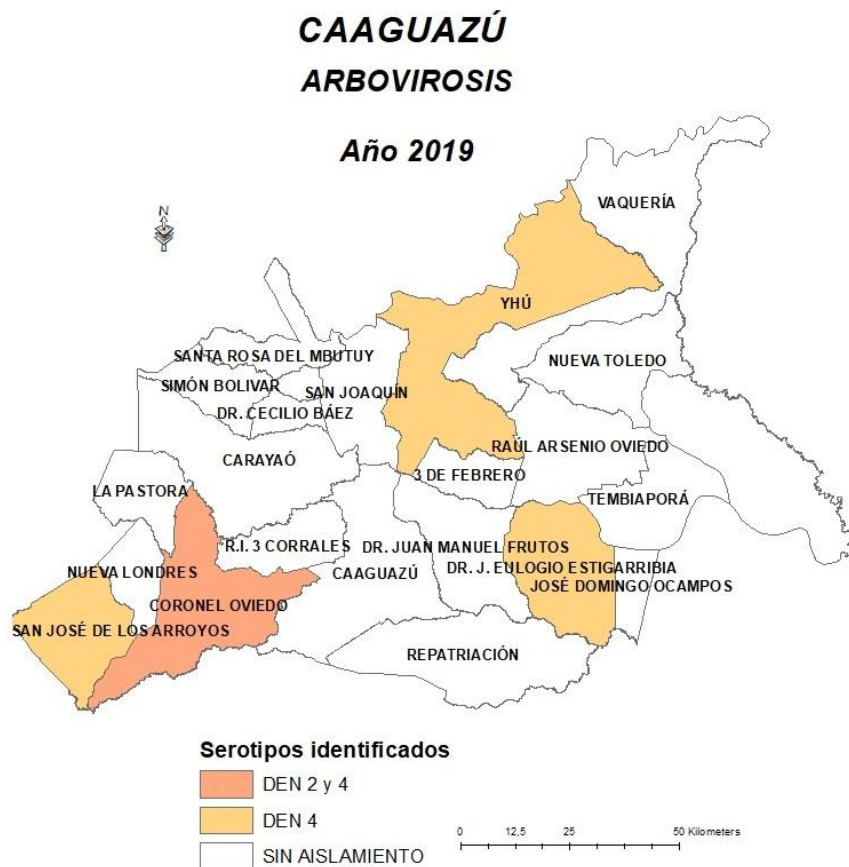 CAAGUAZÚ
ARBOVIROSIS
Año 2019
N
VAQUERÍA
YHÚ
SANTA ROSA DEL MBUTUY
NUEVA TOLEDO
SIMÓN BOLIVAR
SAN JOAQUÍN
DR. CECILIO BÁEZ
RAÚL ARSENIO OVIEDO
CARAYAÓ
3 DE FEBRERO
LA PASTORA
TEMBIAPORÁ
R.I. 3 CORRALES
DR. JUAN MANUEL FRUTOS
DR. J. EULOGIO ESTIGARRIBIA
NUEVA LONDRES
CAAGUAZÚ
JOSÉ DOMINGO OCAMPOS
CORONEL OVIEDO
SAN JOSÉ DE LOS ARROYOS
REPATRIACIÓN
Serotipos identificados
DEN 2 y 4
DEN 4
SIN AISLAMIENTO
0 12,5 25 50 Kilometers